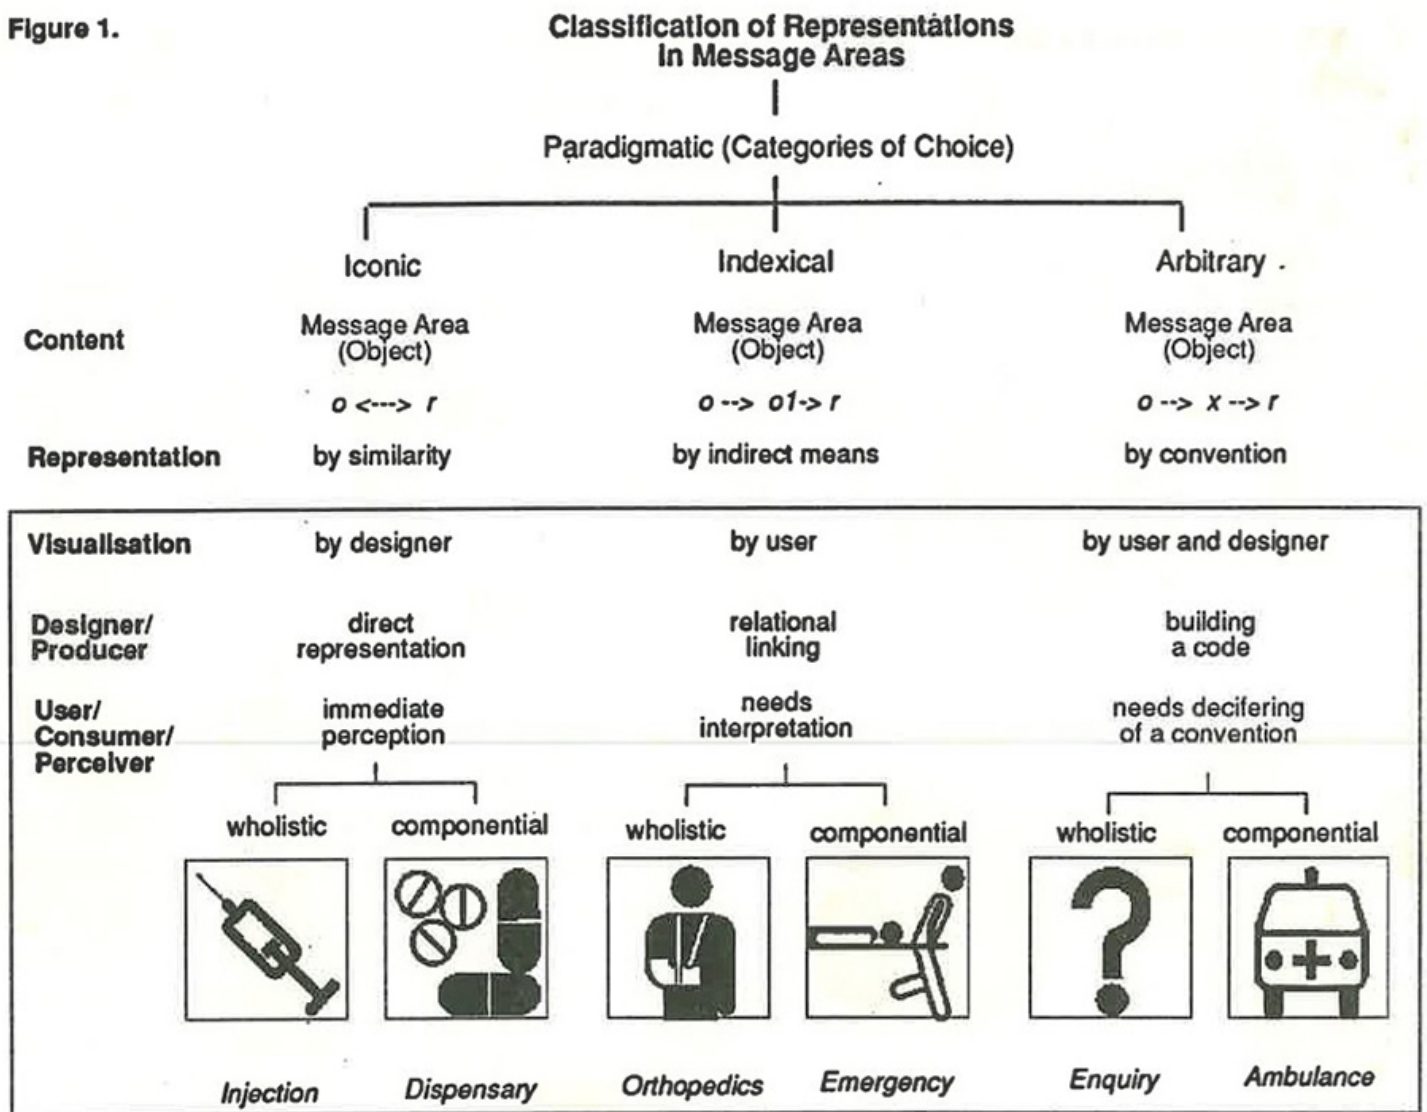 Figure 1.
Classification of Representations
in Message Areas
Paradigmatic (Categories of Choice)
Iconic Indexical Arbitrary
Content Message Area Message Area Message Area
(Object) (Object) (Object)
o <---> r o --> o1-> r o --> x --> r
Representation by similarity by indirect means by convention
Visualisation by designer by user by user and designer
Designer/ direct relational building
Producer representation linking a code
User/ immediate needs needs decifering
Consumer/ perception interpretation of a convention
Perceiver
wholistic componential wholistic componential wholistic componential
Injection Dispensary Orthopedics Emergency Enquiry Ambulance